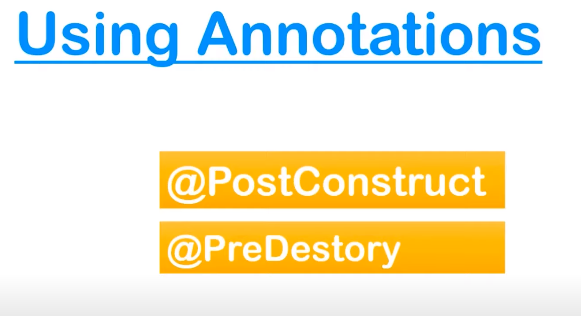 Using Annotations
@PostConstruct
@PreDestory